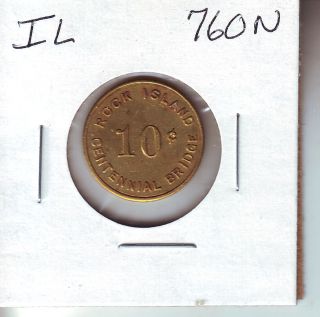 IL 760N
ROCK ISLAND
10¢
CENTENNIAL BRIDGE